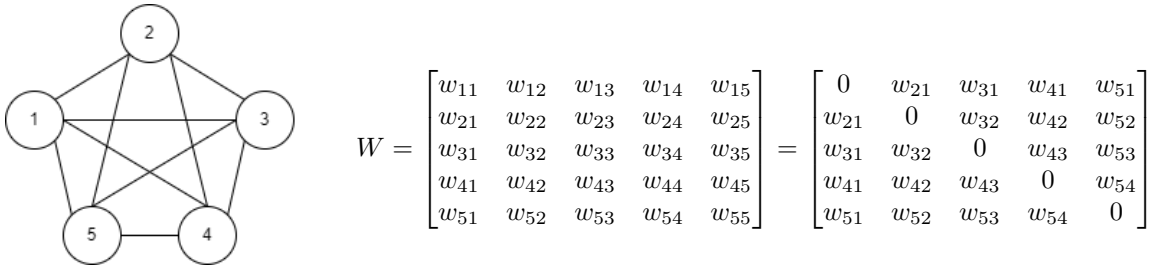 2
1
3
5
4
W = [w₁₁ w₁₂ w₁₃ w₁₄ w₁₅ = [0 w₂₁ w₃₁ w₄₁ w₅₁
w₂₁ w₂₂ w₂₃ w₂₄ w₂₅ w₂₁ 0 w₃₂ w₄₂ w₅₂
w₃₁ w₃₂ w₃₃ w₃₄ w₃₅ w₃₁ w₃₂ 0 w₄₃ w₅₃
w₄₁ w₄₂ w₄₃ w₄₄ w₄₅ w₄₁ w₄₂ w₄₃ 0 w₅₄
w₅₁ w₅₂ w₅₃ w₅₄ w₅₅] w₅₁ w₅₂ w₅₃ w₅₄ 0]